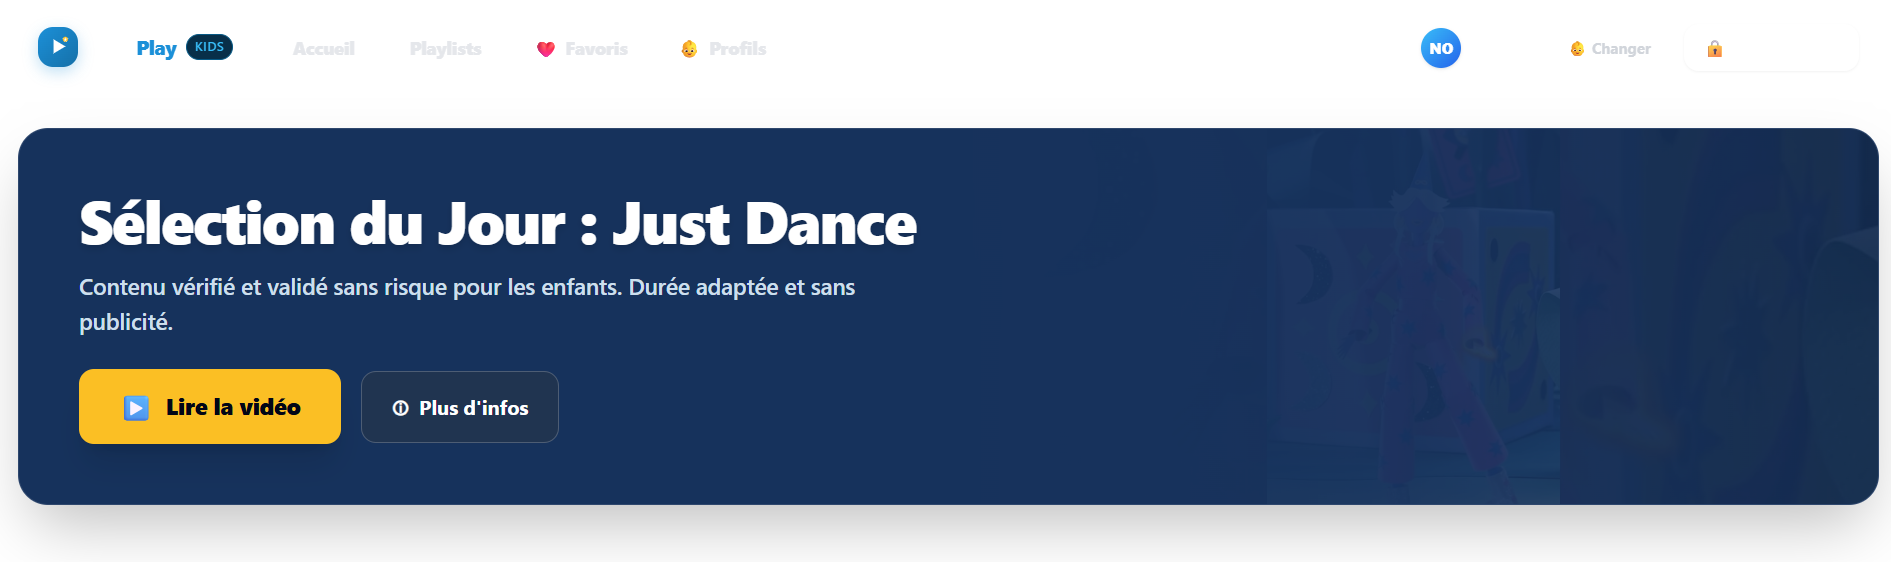 Play KIDS Accueil Playlists Favoris Profils NO Changer
Sélection du Jour : Just Dance
Contenu vérifié et validé sans risque pour les enfants. Durée adaptée et sans
publicité.
Lire la vidéo Plus d'infos